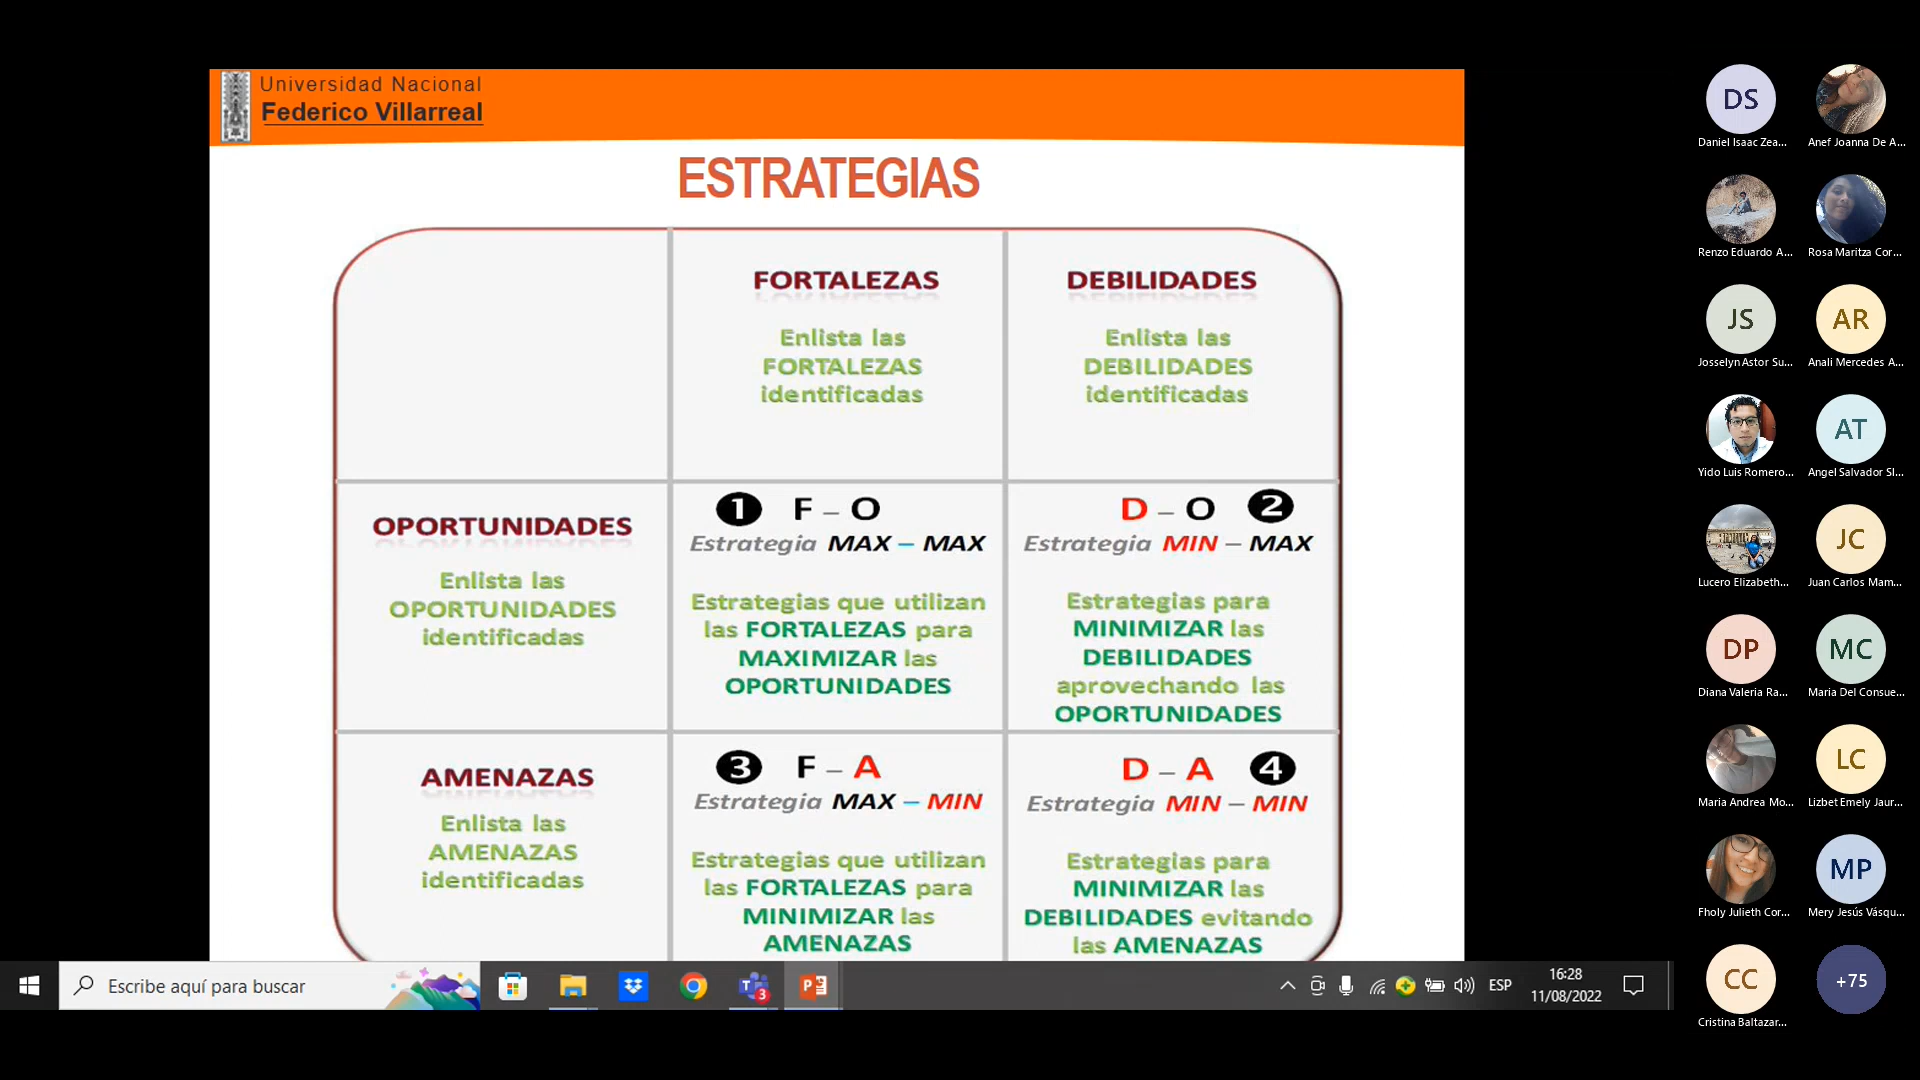 Universidad Nacional
Federico Villarreal
ESTRATEGIAS
FORTALEZAS
Enlista las
FORTALEZAS
identificadas
DEBILIDADES
Enlista las
DEBILIDADES
identificadas
OPORTUNIDADES
Enlista las
OPORTUNIDADES
identificadas
1 F – O
Estrategia MAX – MAX
Estrategias que utilizan
las FORTALEZAS para
MAXIMIZAR las
OPORTUNIDADES
D – O 2
Estrategia MIN – MAX
Estrategias para
MINIMIZAR las
DEBILIDADES
aprovechando las
OPORTUNIDADES
AMENAZAS
Enlista las
AMENAZAS
identificadas
3 F – A
Estrategia MAX – MIN
Estrategias que utilizan
las FORTALEZAS para
MINIMIZAR las
AMENAZAS
D – A 4
Estrategia MIN – MIN
Estrategias para
MINIMIZAR las
DEBILIDADES evitando
las AMENAZAS
Escribe aquí para buscar
3
ESP
16:28
11/08/2022
DS
Daniel Isaac Zea...
Anef Joanna De A...
Renzo Eduardo A...
Rosa Maritza Cor...
JS
Josselyn Astor Su...
AR
Anali Mercedes A...
Yido Luis Romero...
AT
Angel Salvador Sl...
Lucero Elizabeth...
JC
Juan Carlos Mam...
DP
Diana Valeria Ra...
MC
Maria Del Consue...
Maria Andrea Mo...
LC
Lizbet Emely Jaur...
Fholy Julieth Cor...
MP
Mery Jesús Vásqu...
CC
Cristina Baltazar...
+75